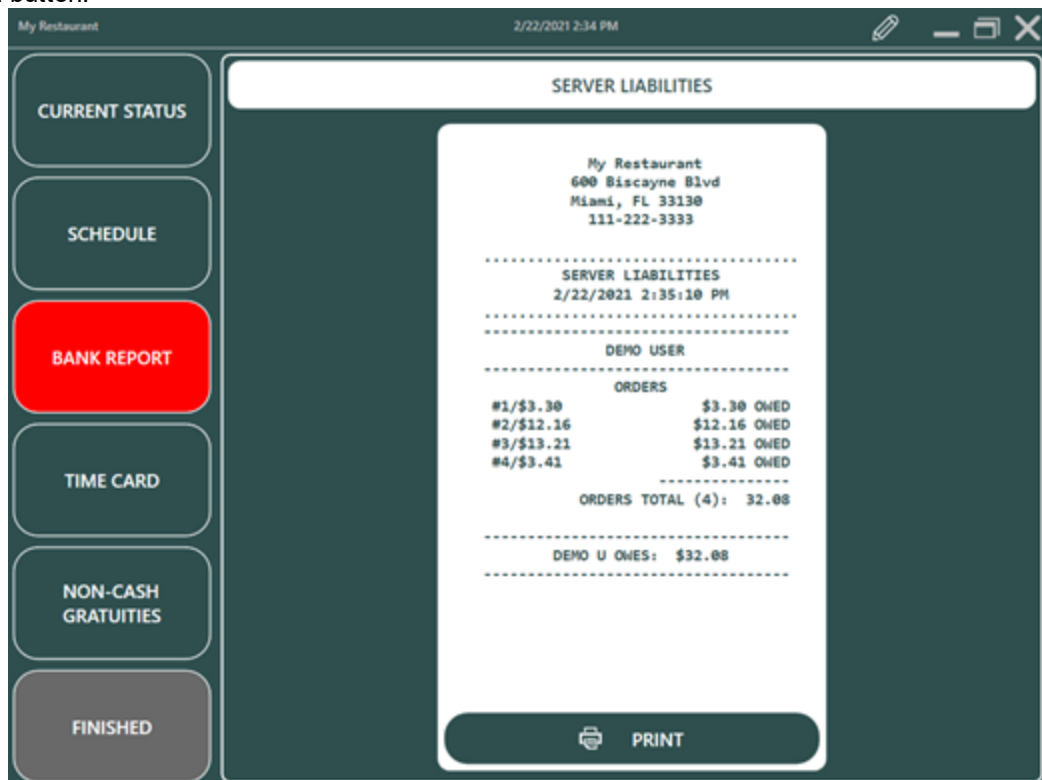 button.
My Restaurant
2/22/2021 2:34 PM
CURRENT STATUS
SCHEDULE
BANK REPORT
TIME CARD
NON-CASH
GRATUITIES
FINISHED
SERVER LIABILITIES
My Restaurant
600 Biscayne Blvd
Miami, FL 33130
111-222-3333
SERVER LIABILITIES
2/22/2021 2:35:10 PM
DEMO USER
ORDERS
#1/$3.30 $3.30 OWED
#2/$12.16 $12.16 OWED
#3/$13.21 $13.21 OWED
#4/$3.41 $3.41 OWED
ORDERS TOTAL (4): 32.08
DEMO U OWES: $32.08
PRINT